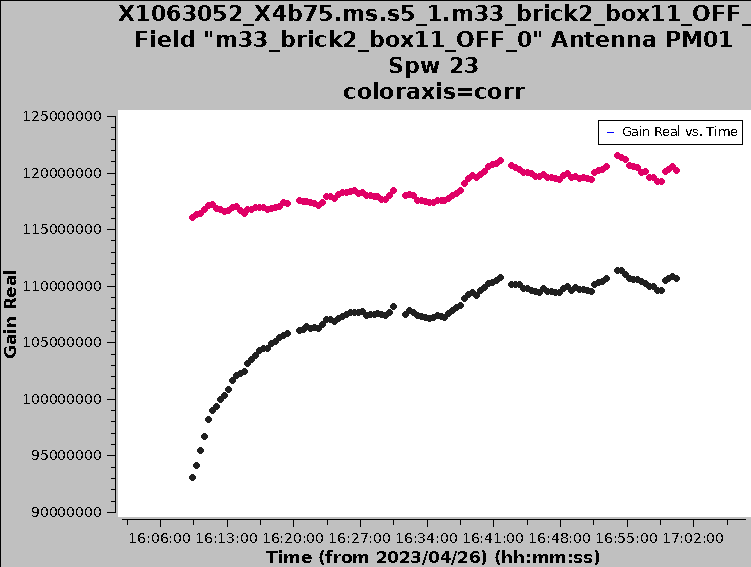 X1063052_X4b75.ms.s5_1.m33_brick2_box11_OFF_
Field "m33_brick2_box11_OFF_0" Antenna PM01
Spw 23
coloraxis=corr
Gain Real vs. Time
125000000
120000000
115000000
110000000
105000000
100000000
95000000
90000000
Gain Real
16:06:00 16:13:00 16:20:00 16:27:00 16:34:00 16:41:00 16:48:00 16:55:00 17:02:00
Time (from 2023/04/26) (hh:mm:ss)